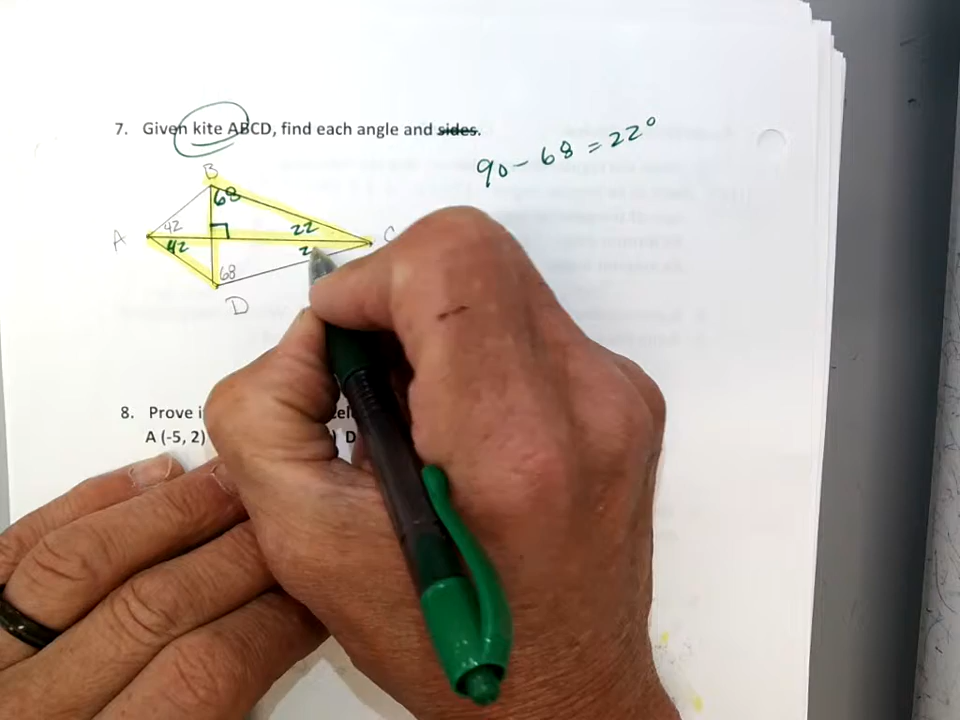 7. Given kite ABCD, find each angle and sides.
90 - 68 = 22°
B
68
42
22
A
C
42
2
68
D
8. Prove i
A (-5, 2) D